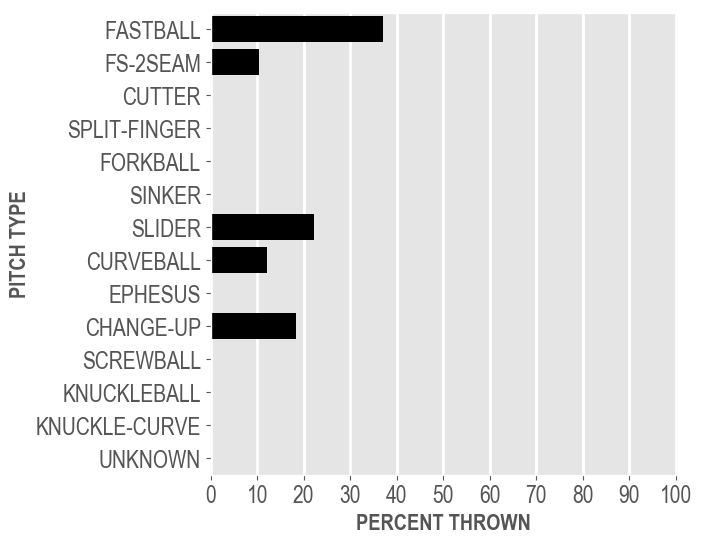 FASTBALL
FS-2SEAM
CUTTER
SPLIT-FINGER
FORKBALL
SINKER
SLIDER
CURVEBALL
EPHESUS
CHANGE-UP
SCREWBALL
KNUCKLEBALL
KNUCKLE-CURVE
UNKNOWN
PITCH TYPE
0 10 20 30 40 50 60 70 80 90 100
PERCENT THROWN